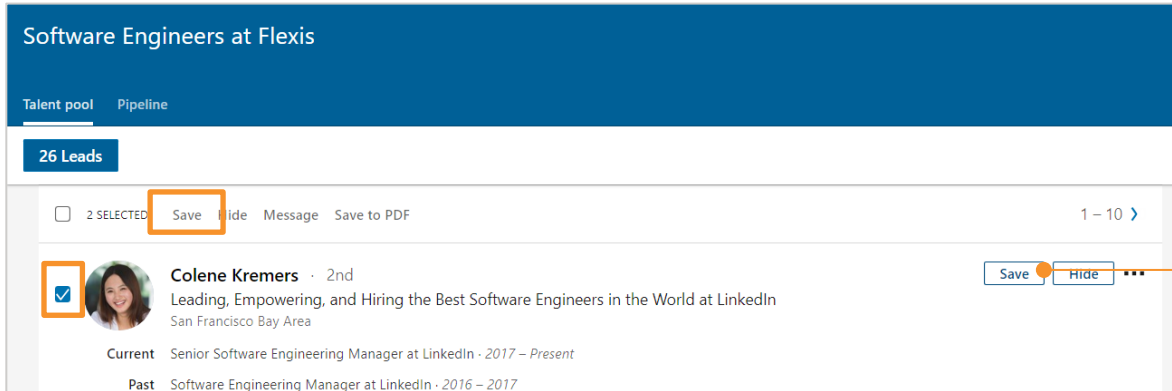 Software Engineers at Flexis
Talent pool Pipeline
26 Leads
2 SELECTED Save Hide Message Save to PDF 1 – 10
Colene Kremers · 2nd Save Hide
Leading, Empowering, and Hiring the Best Software Engineers in the World at LinkedIn
San Francisco Bay Area
Current Senior Software Engineering Manager at LinkedIn · 2017 – Present
Past Software Engineering Manager at LinkedIn · 2016 – 2017